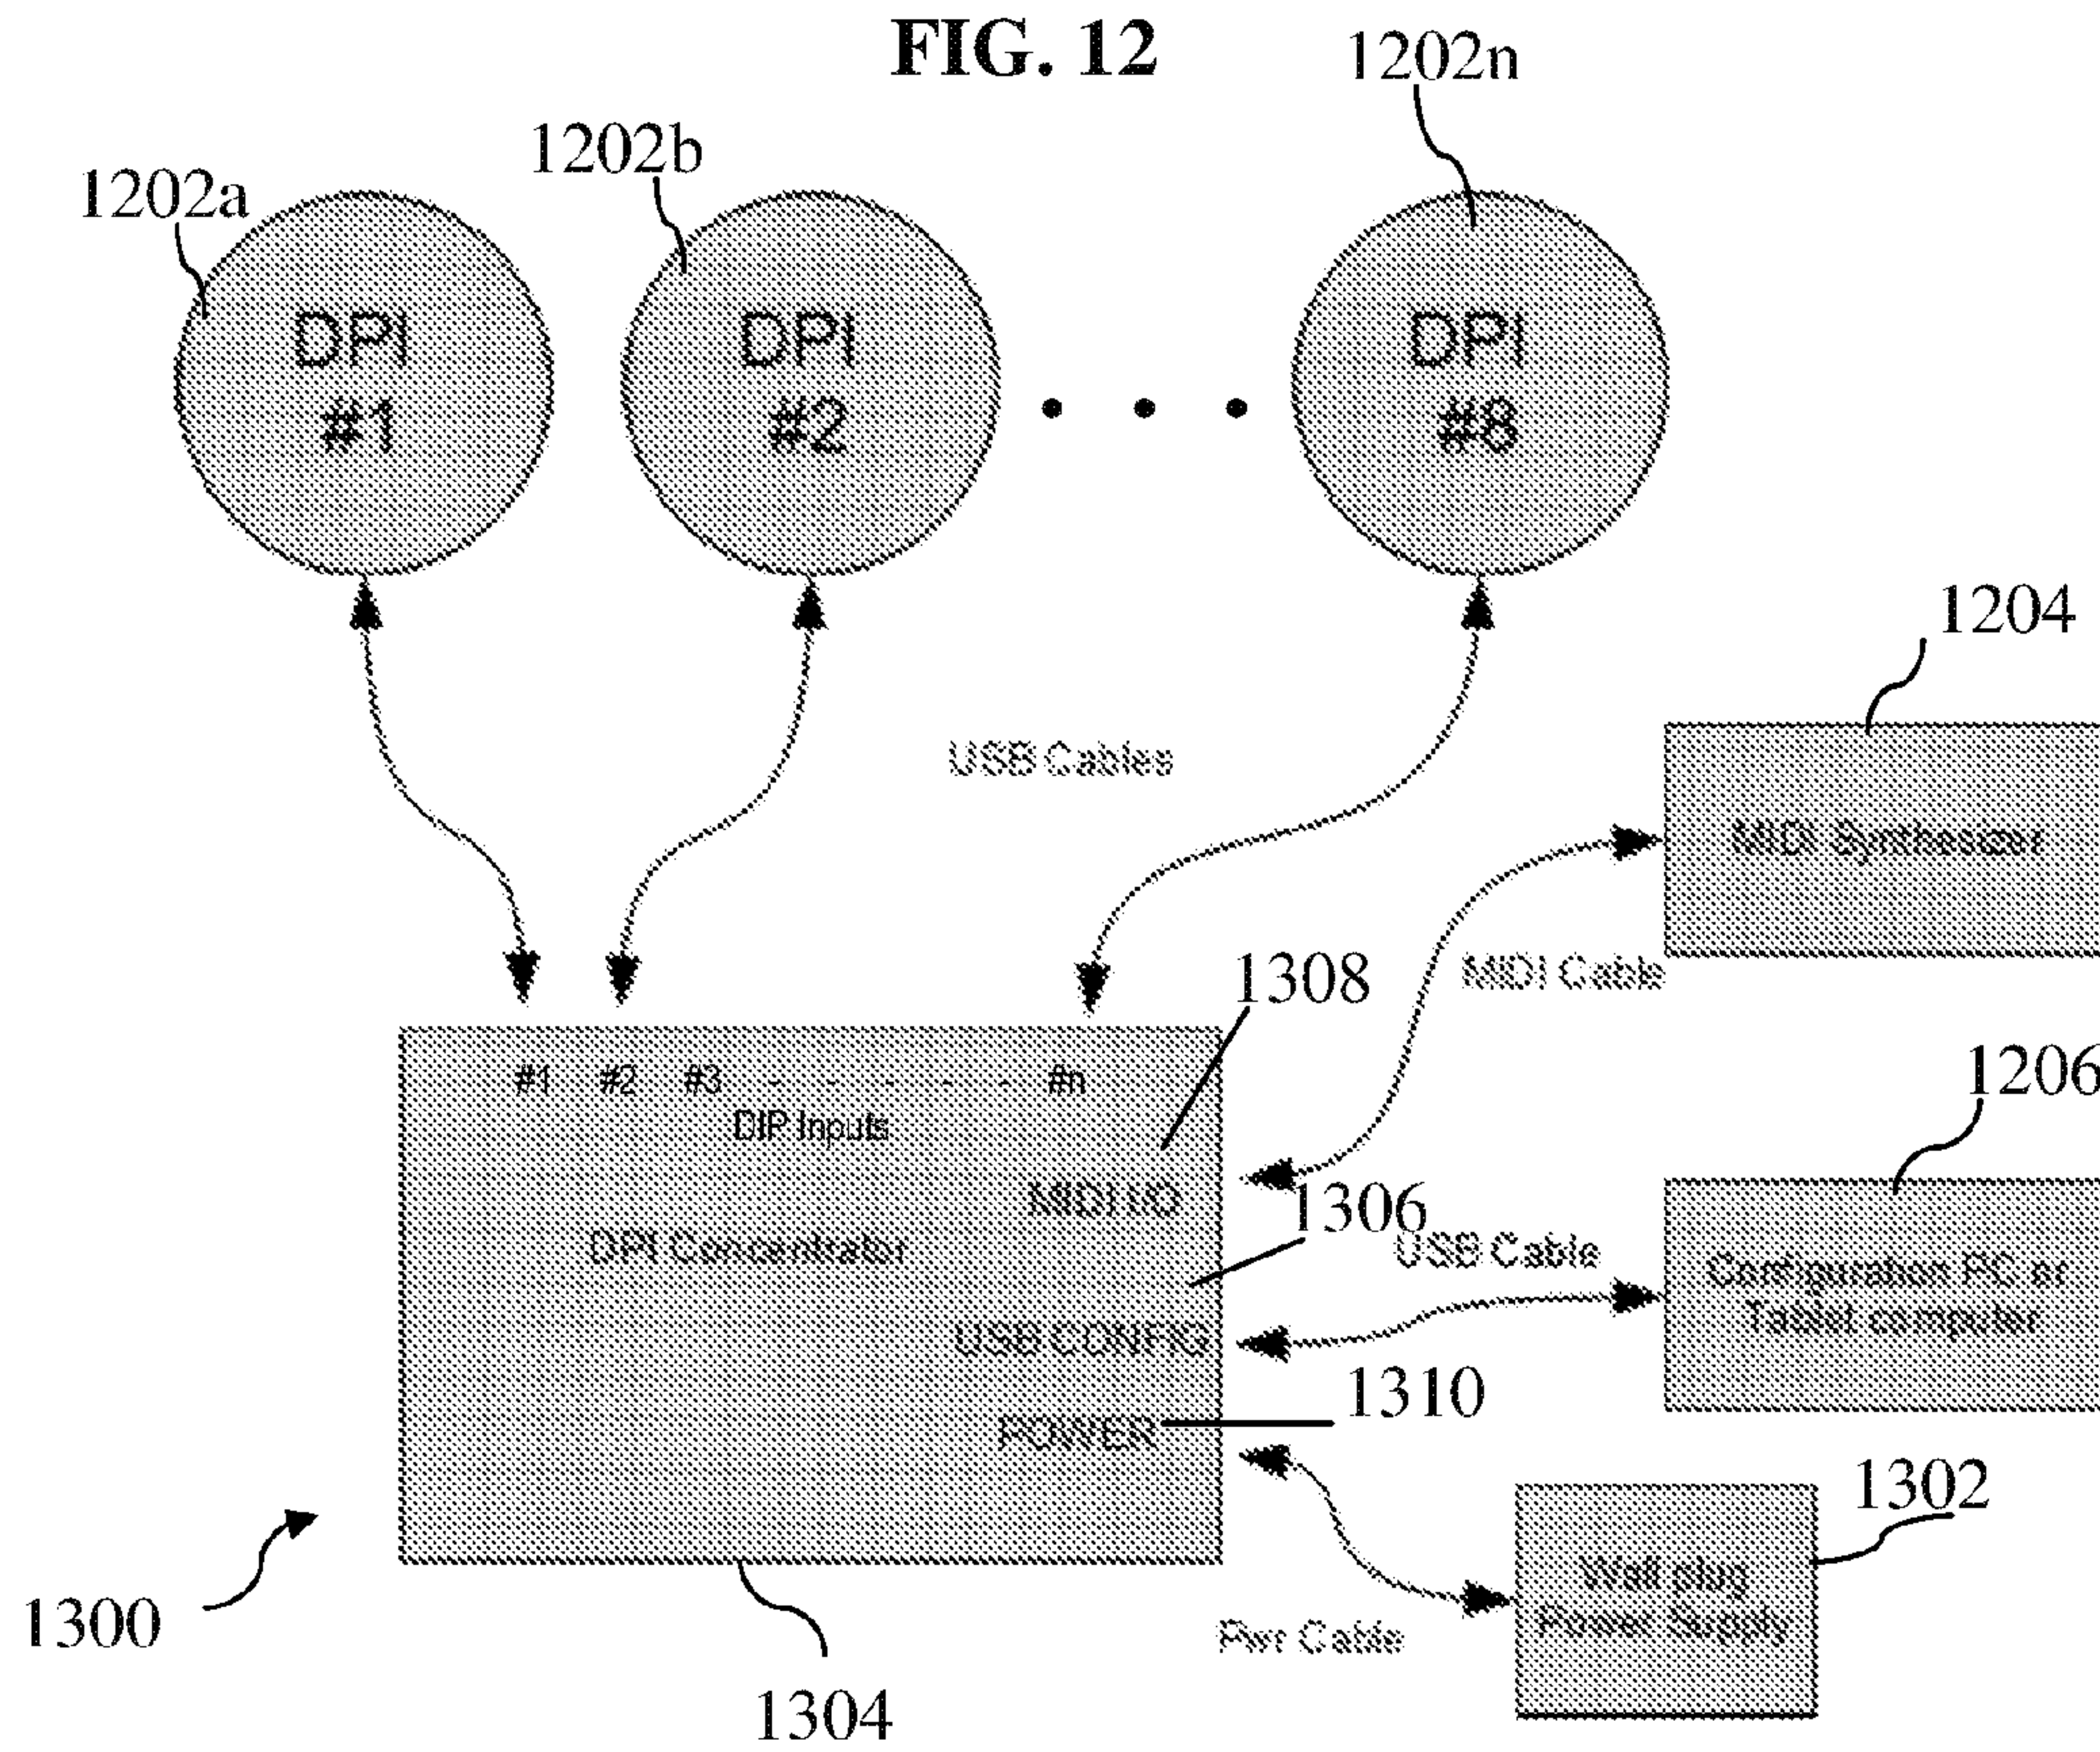 FIG. 12
1202a
1202b
1202n
DPI
#1
DPI
#2
DPI
#8
USB Cables
1204
MIDI Synthesizer
MIDI Cable
1308
#1 #2 #3 - - - - - #n
DIP Inputs
MIDI I/O
DPI Concentrator
1306
USB Cable
1206
Configuration PC or
Tablet computer
USB CONFIG
1310
POWER
1302
Wall plug
Power Supply
Pwr Cable
1300
1304